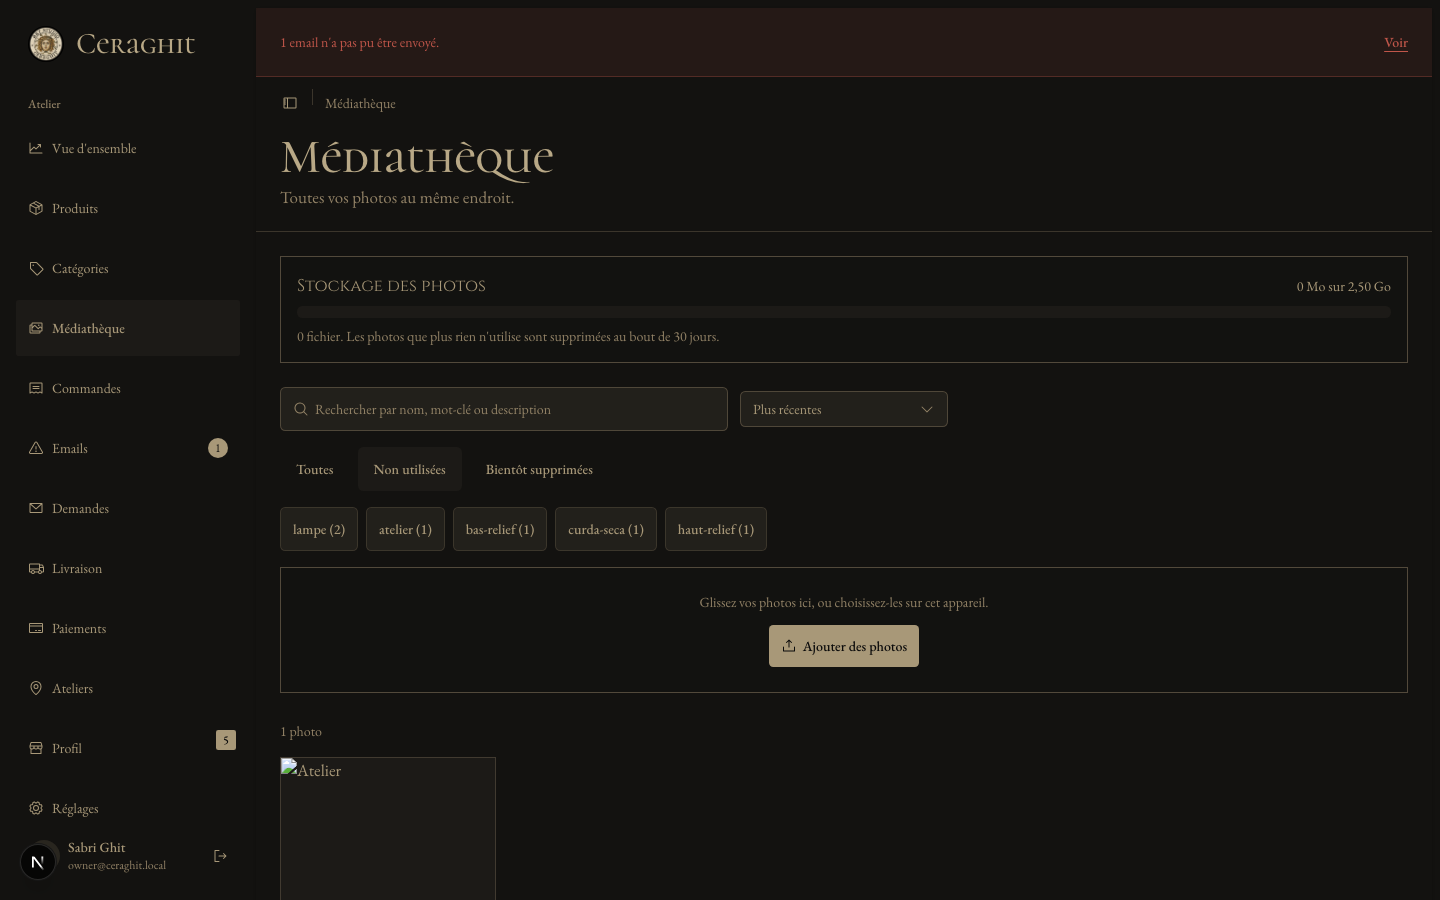 Ceraghit
Atelier
Vue d'ensemble
Produits
Catégories
Médiathèque
Commandes
Emails
1
Demandes
Livraison
Paiements
Ateliers
Profil
5
Réglages
N
Sabri Ghit
owner@ceraghit.local
1 email n'a pas pu être envoyé.
Voir
Médiathèque
Médiathèque
Toutes vos photos au même endroit.
Stockage des photos
0 Mo sur 2,50 Go
0 fichier. Les photos que plus rien n'utilise sont supprimées au bout de 30 jours.
Rechercher par nom, mot-clé ou description
Plus récentes
Toutes
Non utilisées
Bientôt supprimées
lampe (2)
atelier (1)
bas-relief (1)
curda-seca (1)
haut-relief (1)
Glissez vos photos ici, ou choisissez-les sur cet appareil.
Ajouter des photos
1 photo
Atelier